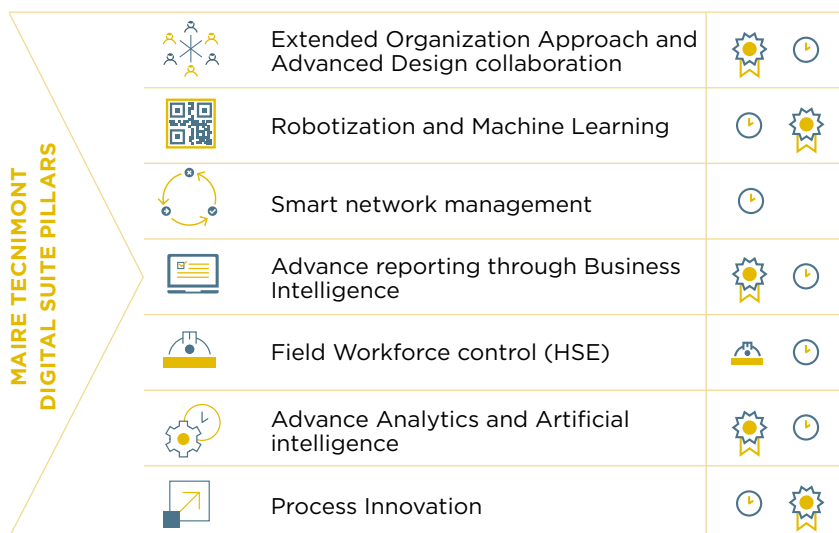 MAIRE TECNIMONT
DIGITAL SUITE PILLARS
Extended Organization Approach and
Advanced Design collaboration
Robotization and Machine Learning
Smart network management
Advance reporting through Business
Intelligence
Field Workforce control (HSE)
Advance Analytics and Artificial
intelligence
Process Innovation